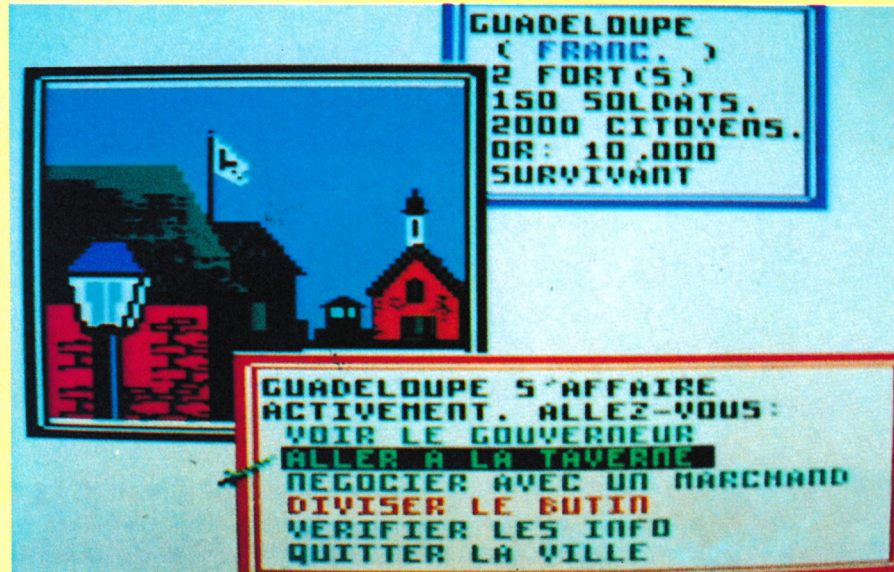 GUADELOUPE
( FRANC. )
2 FORT(S)
150 SOLDATS.
2000 CITOYENS.
OR: 10,000
SURVIVANT
GUADELOUPE S'AFFAIRE
ACTIVEMENT. ALLEZ-VOUS:
VOIR LE GOUVERNEUR
ALLER A LA TAVERNE
NEGOCIER AVEC UN MARCHAND
DIVISER LE BUTIN
VERIFIER LES INFO
QUITTER LA VILLE